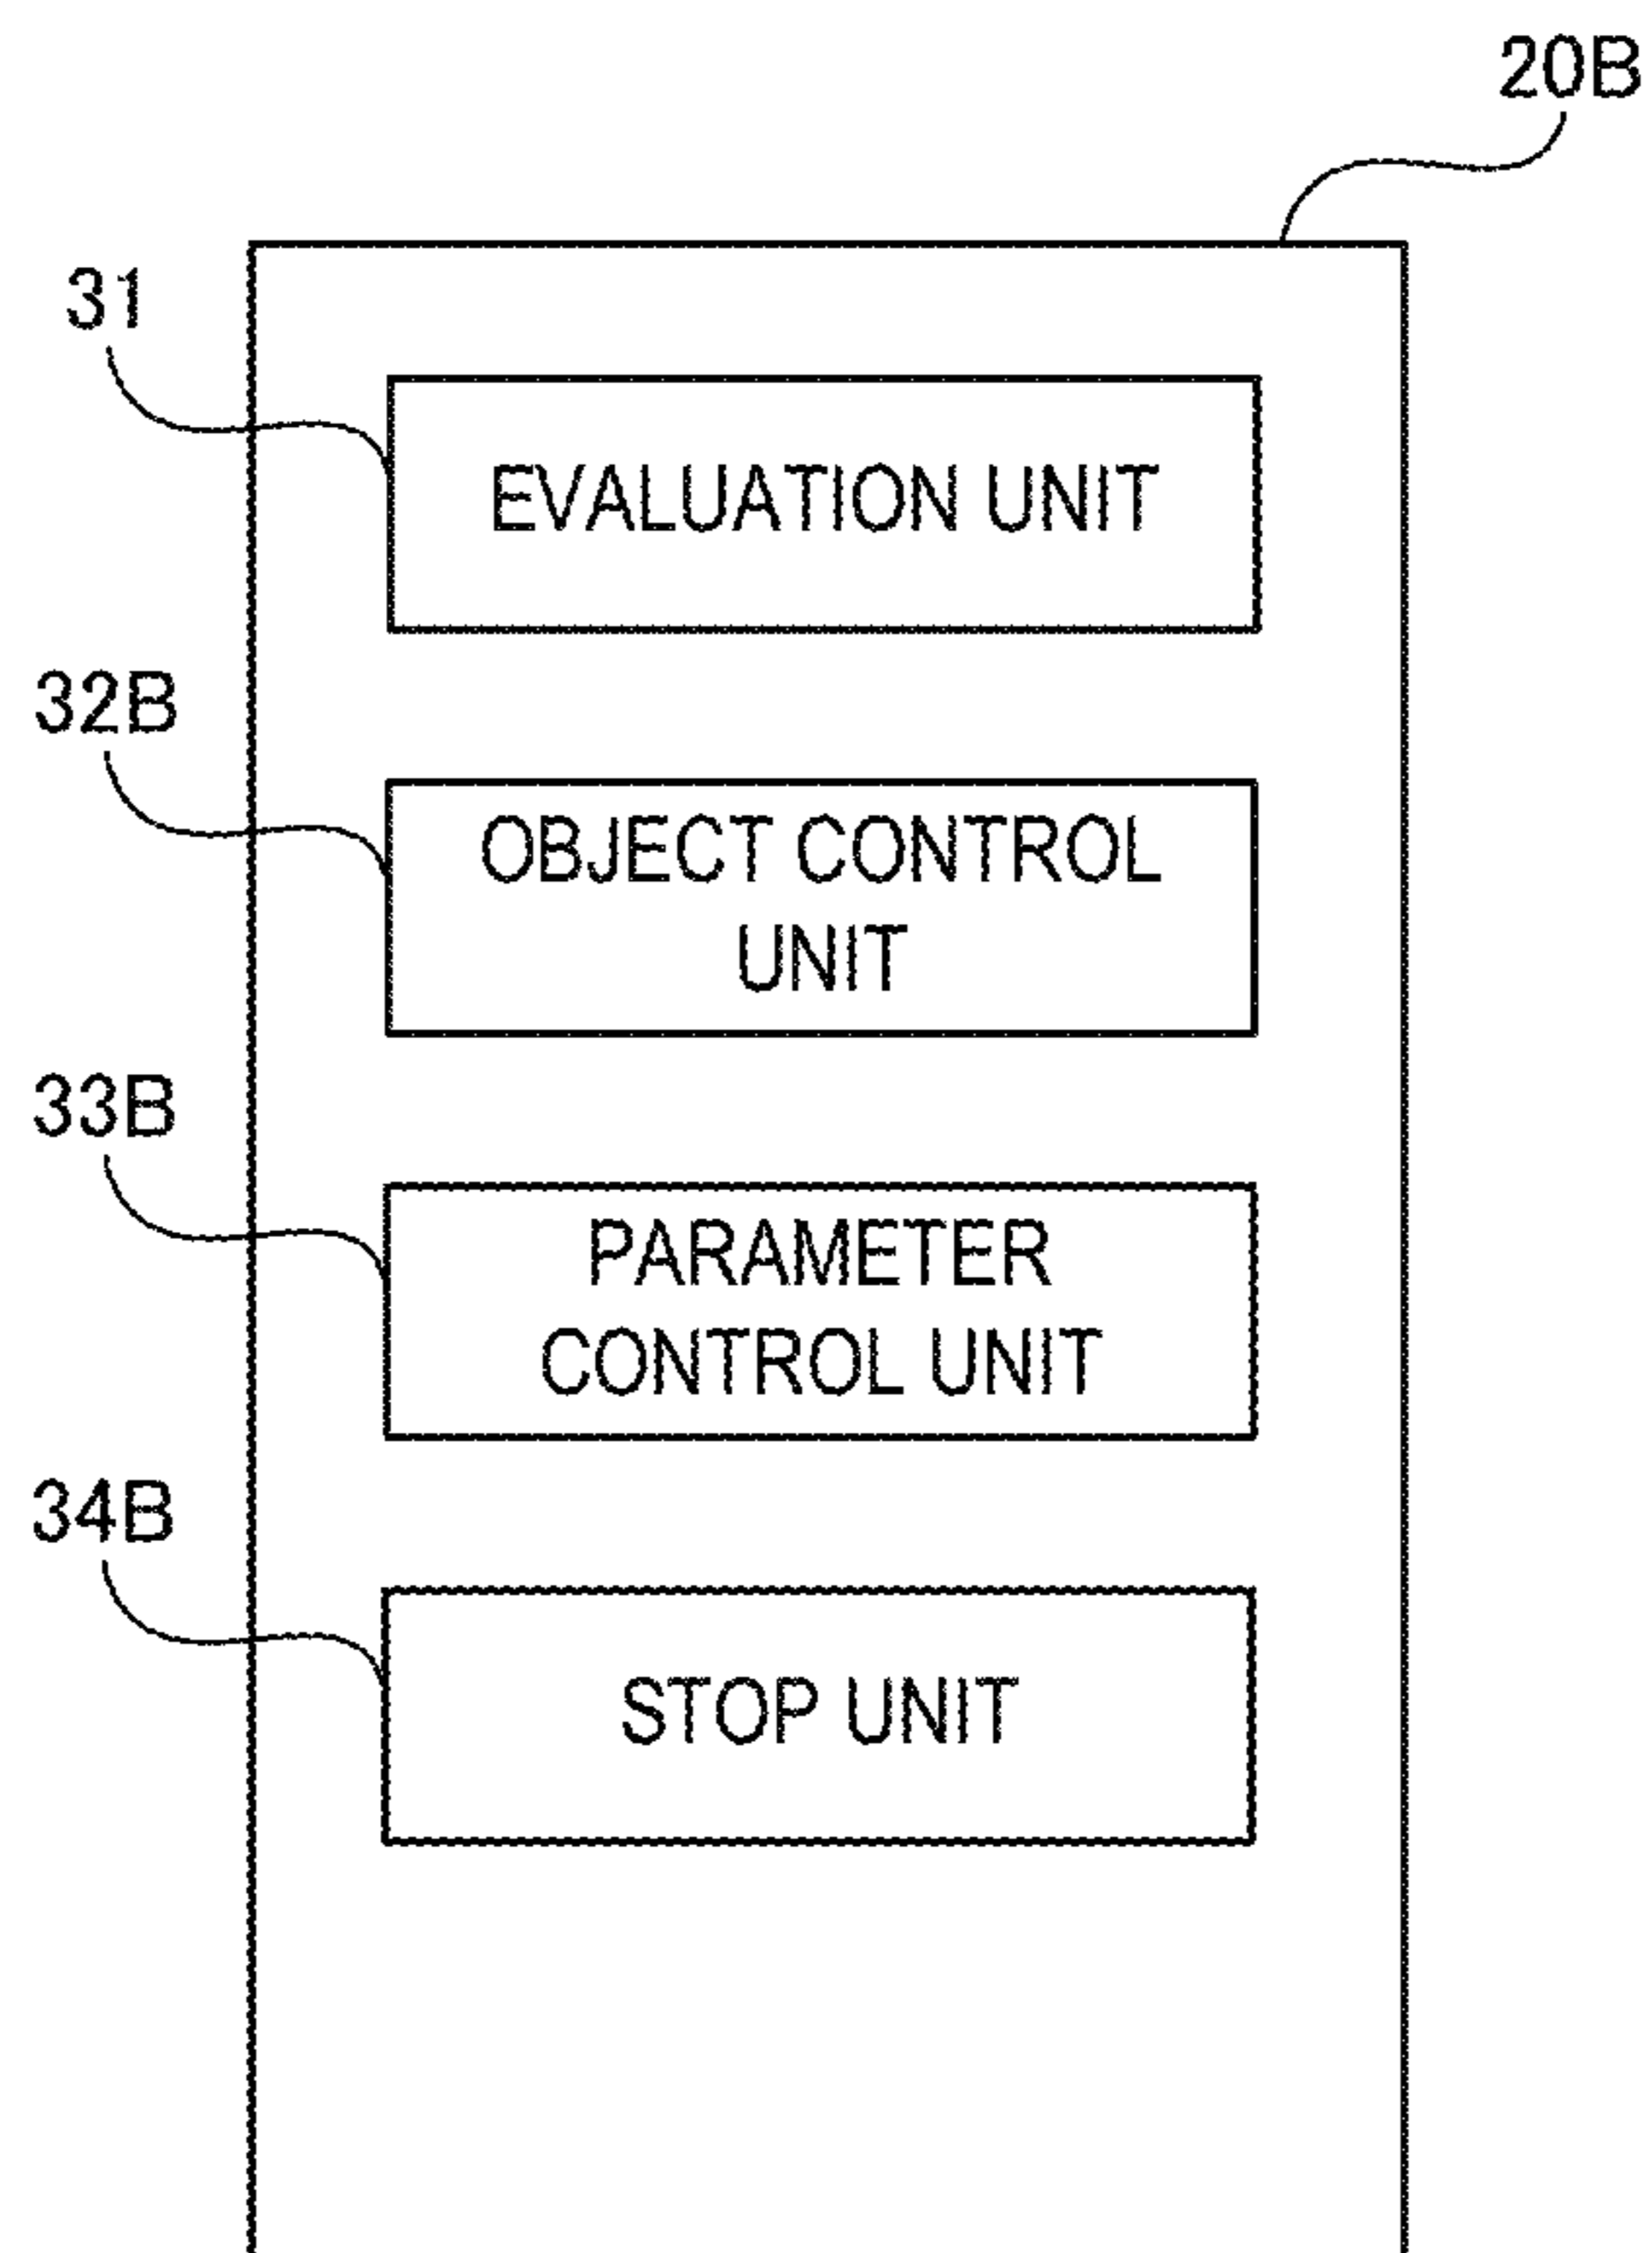 20B
31
EVALUATION UNIT
32B
OBJECT CONTROL
UNIT
33B
PARAMETER
CONTROL UNIT
34B
STOP UNIT